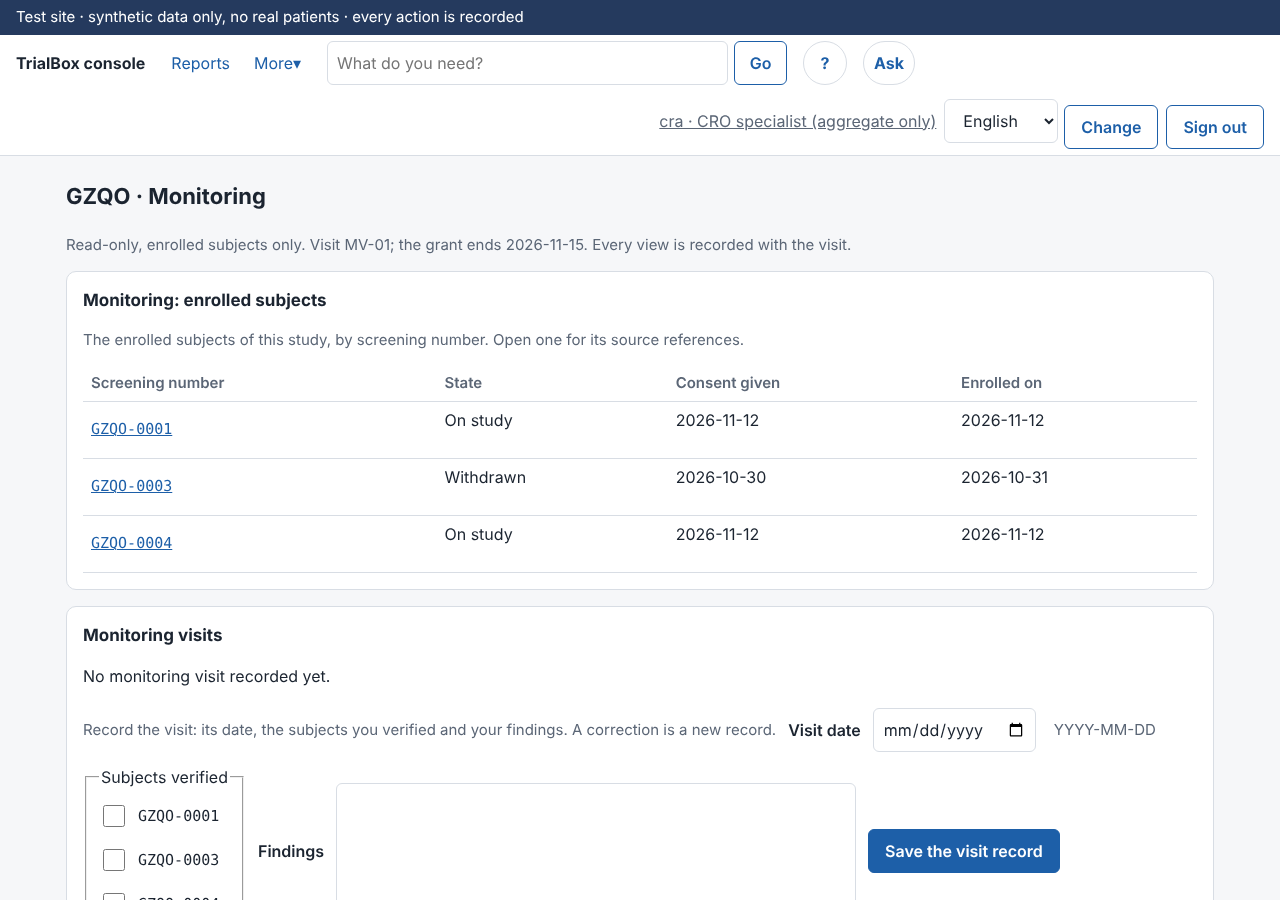 Test site · synthetic data only, no real patients · every action is recorded
TrialBox console Reports More▾ What do you need? Go ? Ask
cra · CRO specialist (aggregate only) English Change Sign out
GZQO · Monitoring
Read-only, enrolled subjects only. Visit MV-01; the grant ends 2026-11-15. Every view is recorded with the visit.
Monitoring: enrolled subjects
The enrolled subjects of this study, by screening number. Open one for its source references.
Screening number State Consent given Enrolled on
GZQO-0001 On study 2026-11-12 2026-11-12
GZQO-0003 Withdrawn 2026-10-30 2026-10-31
GZQO-0004 On study 2026-11-12 2026-11-12
Monitoring visits
No monitoring visit recorded yet.
Record the visit: its date, the subjects you verified and your findings. A correction is a new record. Visit date mm/dd/yyyy YYYY-MM-DD
Subjects verified
GZQO-0001
GZQO-0003
Findings
Save the visit record